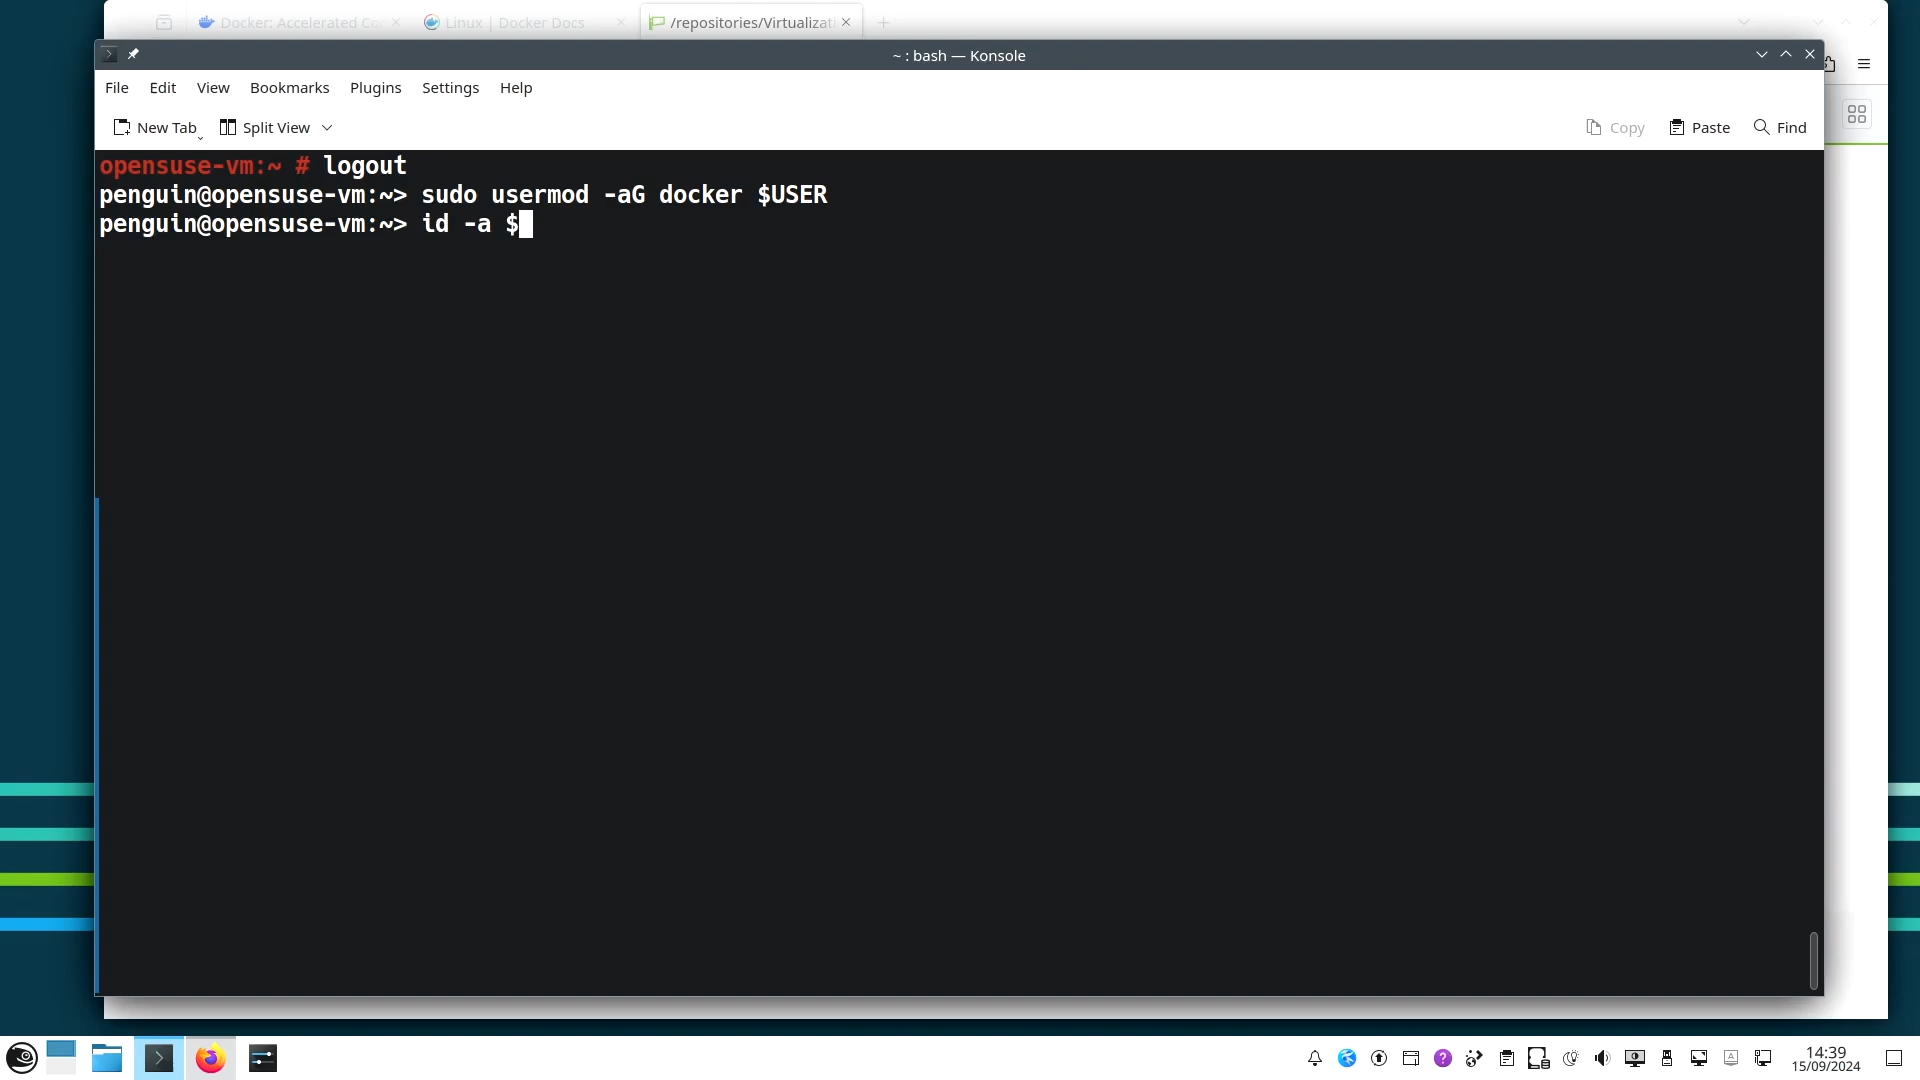 Docker: Accelerated Co
Linux | Docker Docs
/repositories/Virtualizati
~ : bash — Konsole
File Edit View Bookmarks Plugins Settings Help
New Tab Split View Copy Paste Find
opensuse-vm:~ # logout
penguin@opensuse-vm:~> sudo usermod -aG docker $USER
penguin@opensuse-vm:~> id -a $
14:39
15/09/2024